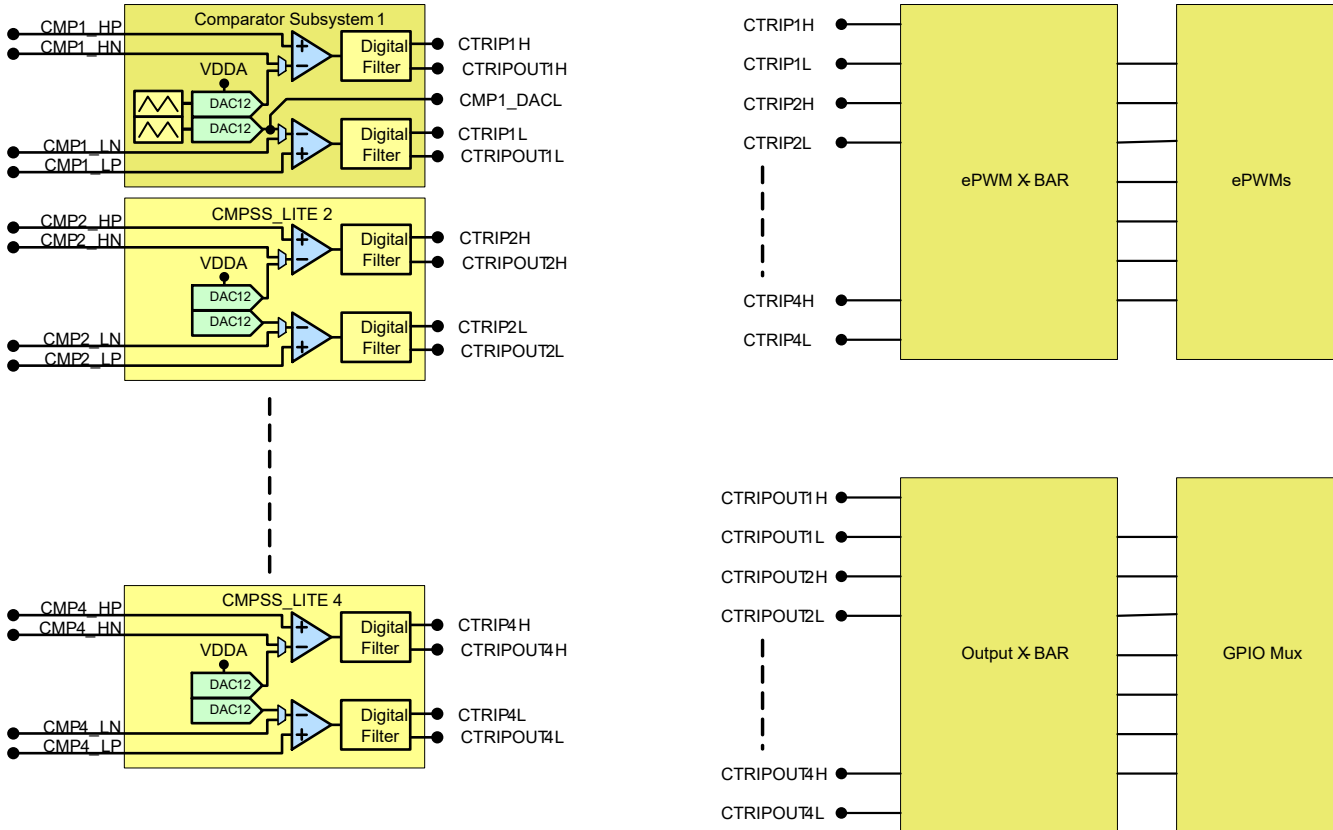 Comparator Subsystem 1
CMP1_HP
CMP1_HN
VDDA
DAC12
DAC12
CMP1_LN
CMP1_LP
Digital
Filter
Digital
Filter
CTRIP1H
CTRIPOUT1H
CMP1_DACL
CTRIP1L
CTRIPOUT1L
CMPSS_LITE 2
CMP2_HP
CMP2_HN
VDDA
DAC12
DAC12
CMP2_LN
CMP2_LP
Digital
Filter
Digital
Filter
CTRIP2H
CTRIPOUT2H
CTRIP2L
CTRIPOUT2L
CMPSS_LITE 4
CMP4_HP
CMP4_HN
VDDA
DAC12
DAC12
CMP4_LN
CMP4_LP
Digital
Filter
Digital
Filter
CTRIP4H
CTRIPOUT4H
CTRIP4L
CTRIPOUT4L
CTRIP1H
CTRIP1L
CTRIP2H
CTRIP2L
CTRIP4H
CTRIP4L
ePWM X-BAR
ePWMs
CTRIPOUT1H
CTRIPOUT1L
CTRIPOUT2H
CTRIPOUT2L
CTRIPOUT4H
CTRIPOUT4L
Output X-BAR
GPIO Mux